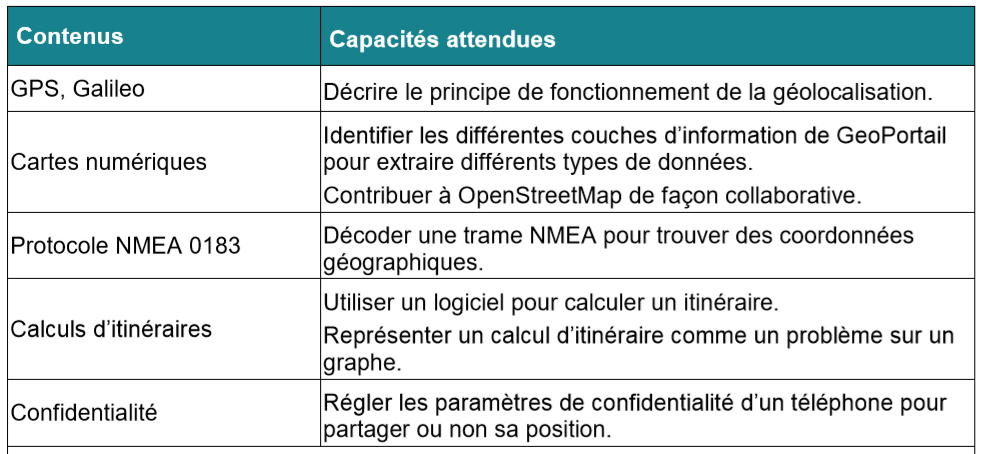 Contenus
Capacités attendues
GPS, Galileo
Décrire le principe de fonctionnement de la géolocalisation.
Cartes numériques
Identifier les différentes couches d’information de GeoPortail
pour extraire différents types de données.
Contribuer à OpenStreetMap de façon collaborative.
Protocole NMEA 0183
Décoder une trame NMEA pour trouver des coordonnées
géographiques.
Calculs d’itinéraires
Utiliser un logiciel pour calculer un itinéraire.
Représenter un calcul d’itinéraire comme un problème sur un
graphe.
Confidentialité
Régler les paramètres de confidentialité d’un téléphone pour
partager ou non sa position.